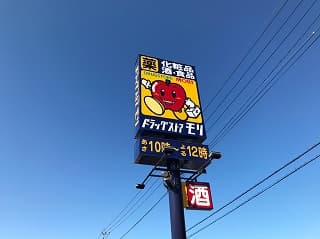 薬 化粧品
酒・食品
ドラッグストア モリ
あさ10時〜よる12時
酒